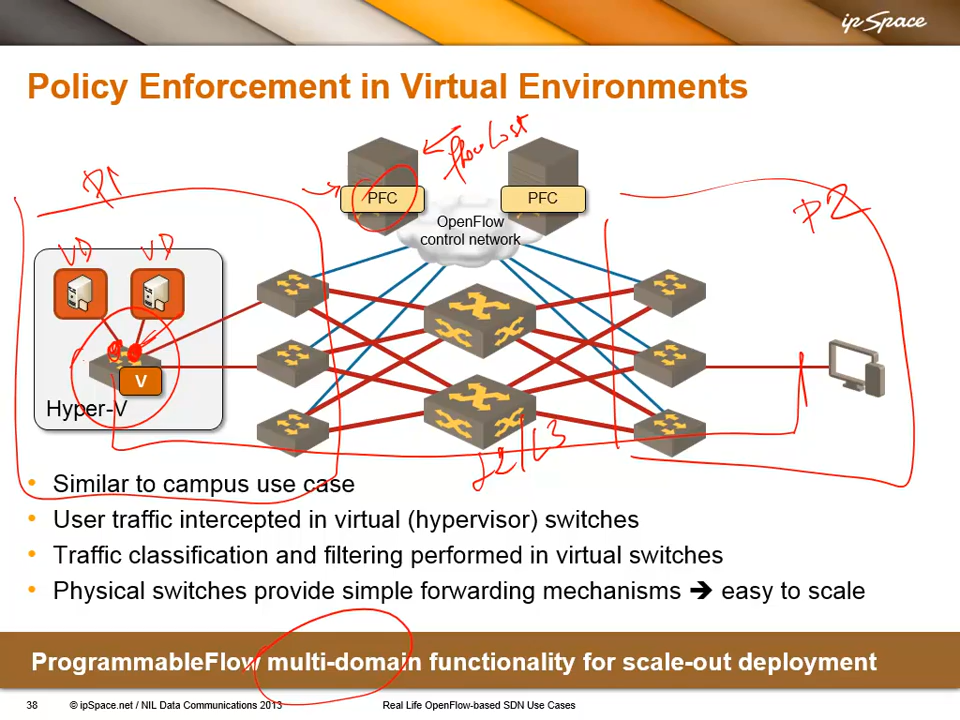 ipSpace
Policy Enforcement in Virtual Environments
P1
P2
PFC
PFC
OpenFlow
control network
VD
VD
V
Hyper-V
L2/L3
• Similar to campus use case
• User traffic intercepted in virtual (hypervisor) switches
• Traffic classification and filtering performed in virtual switches
• Physical switches provide simple forwarding mechanisms ➔ easy to scale
ProgrammableFlow multi-domain functionality for scale-out deployment
38 © ipSpace.net / NIL Data Communications 2013 Real Life OpenFlow-based SDN Use Cases